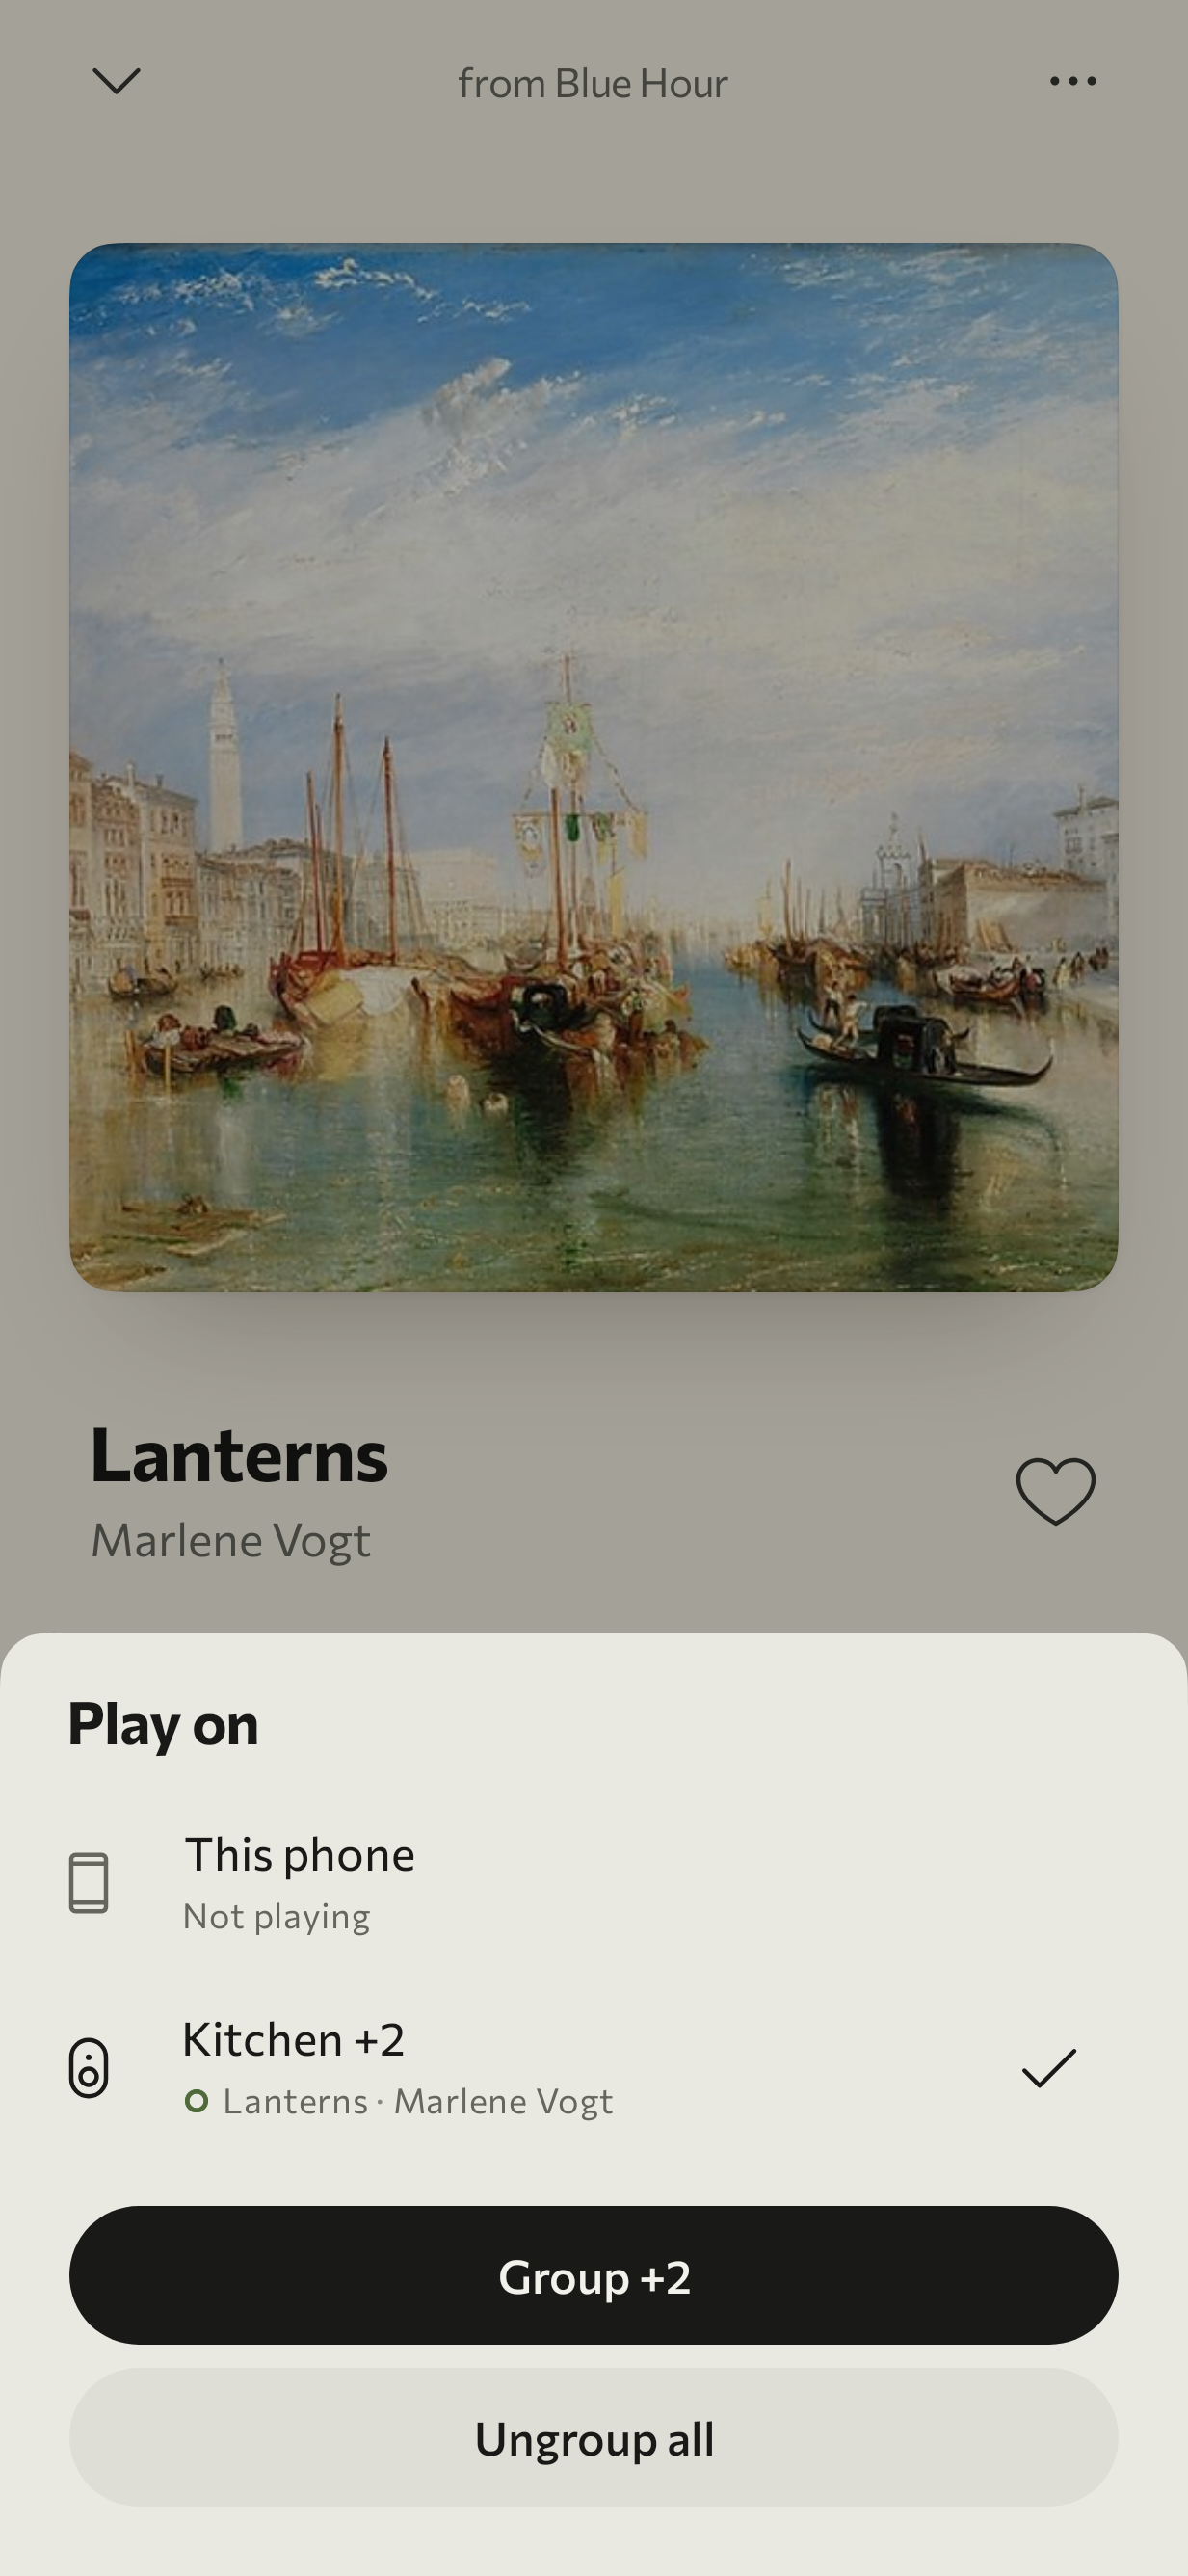 from Blue Hour
Lanterns
Marlene Vogt
Play on
This phone
Not playing
Kitchen +2
Lanterns · Marlene Vogt
Group +2
Ungroup all